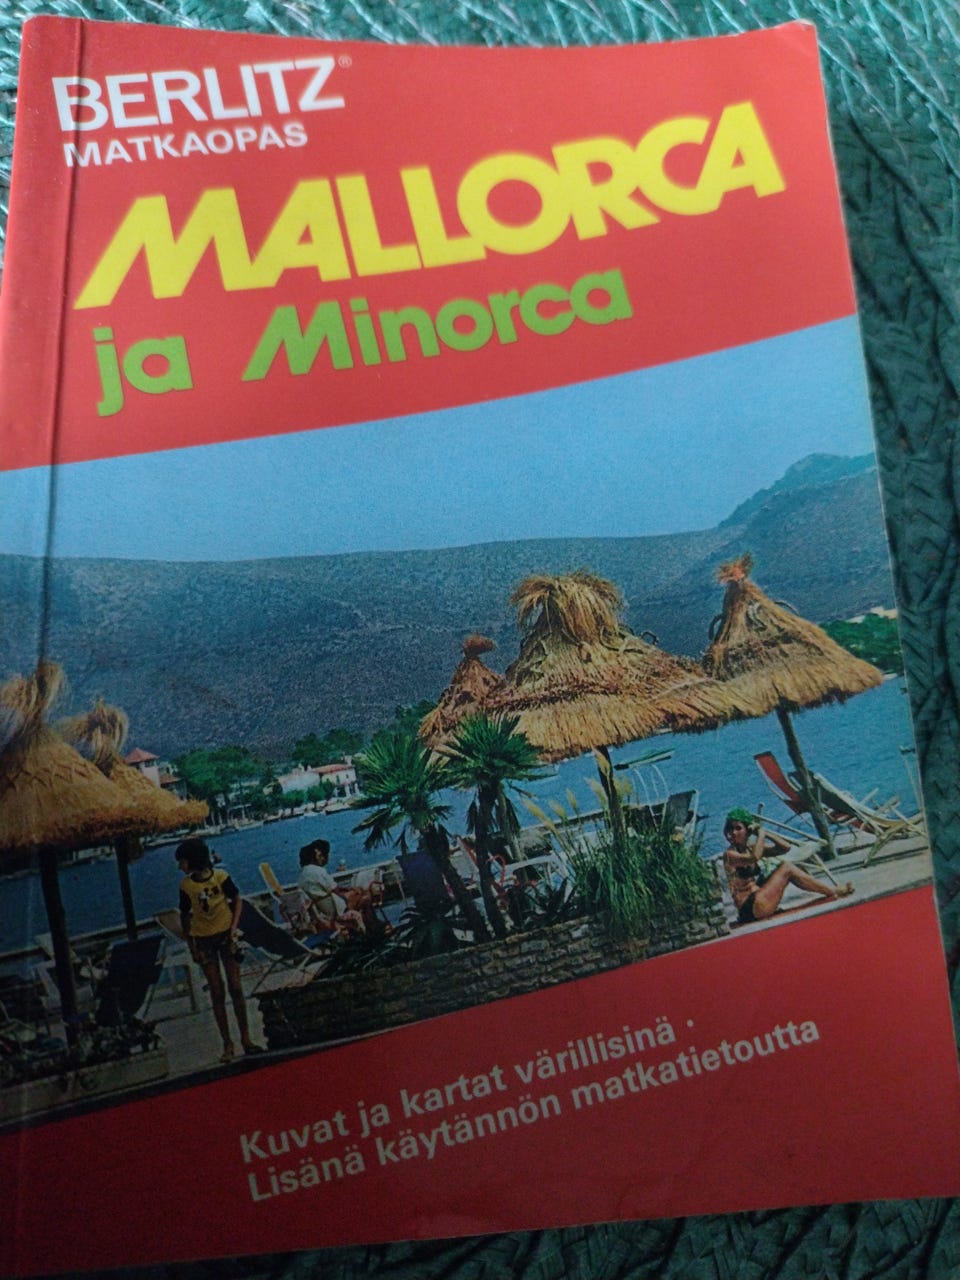 BERLITZ®
MATKAOPAS
MALLORCA
ja Minorca
Kuvat ja kartat värillisinä ·
Lisänä käytännön matkatietoutta